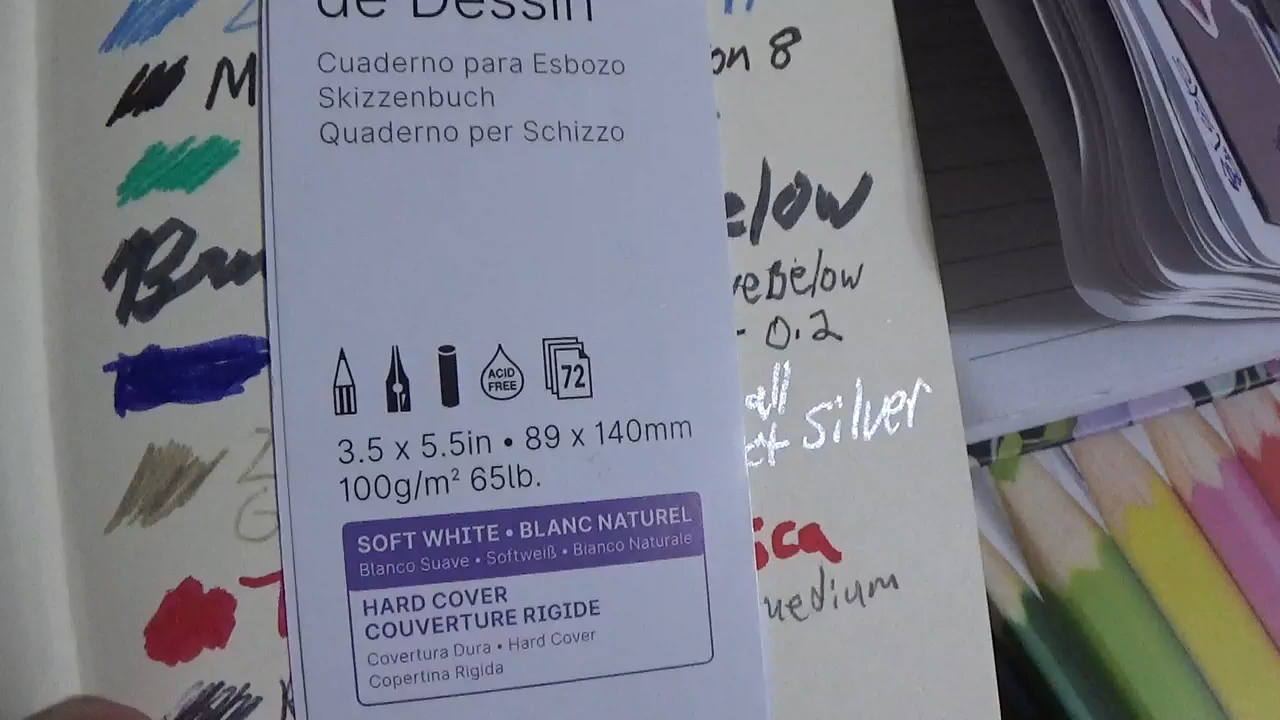 de Dessin
Cuaderno para Esbozo
Skizzenbuch
Quaderno per Schizzo
ACID
FREE
72
3.5 x 5.5in • 89 x 140mm
100g/m² 65lb.
SOFT WHITE • BLANC NATUREL
Blanco Suave • Softweiß • Bianco Naturale
HARD COVER
COUVERTURE RIGIDE
Covertura Dura • Hard Cover
Copertina Rigida
M
on 8
elow
Below
0.2
all
silver
medium